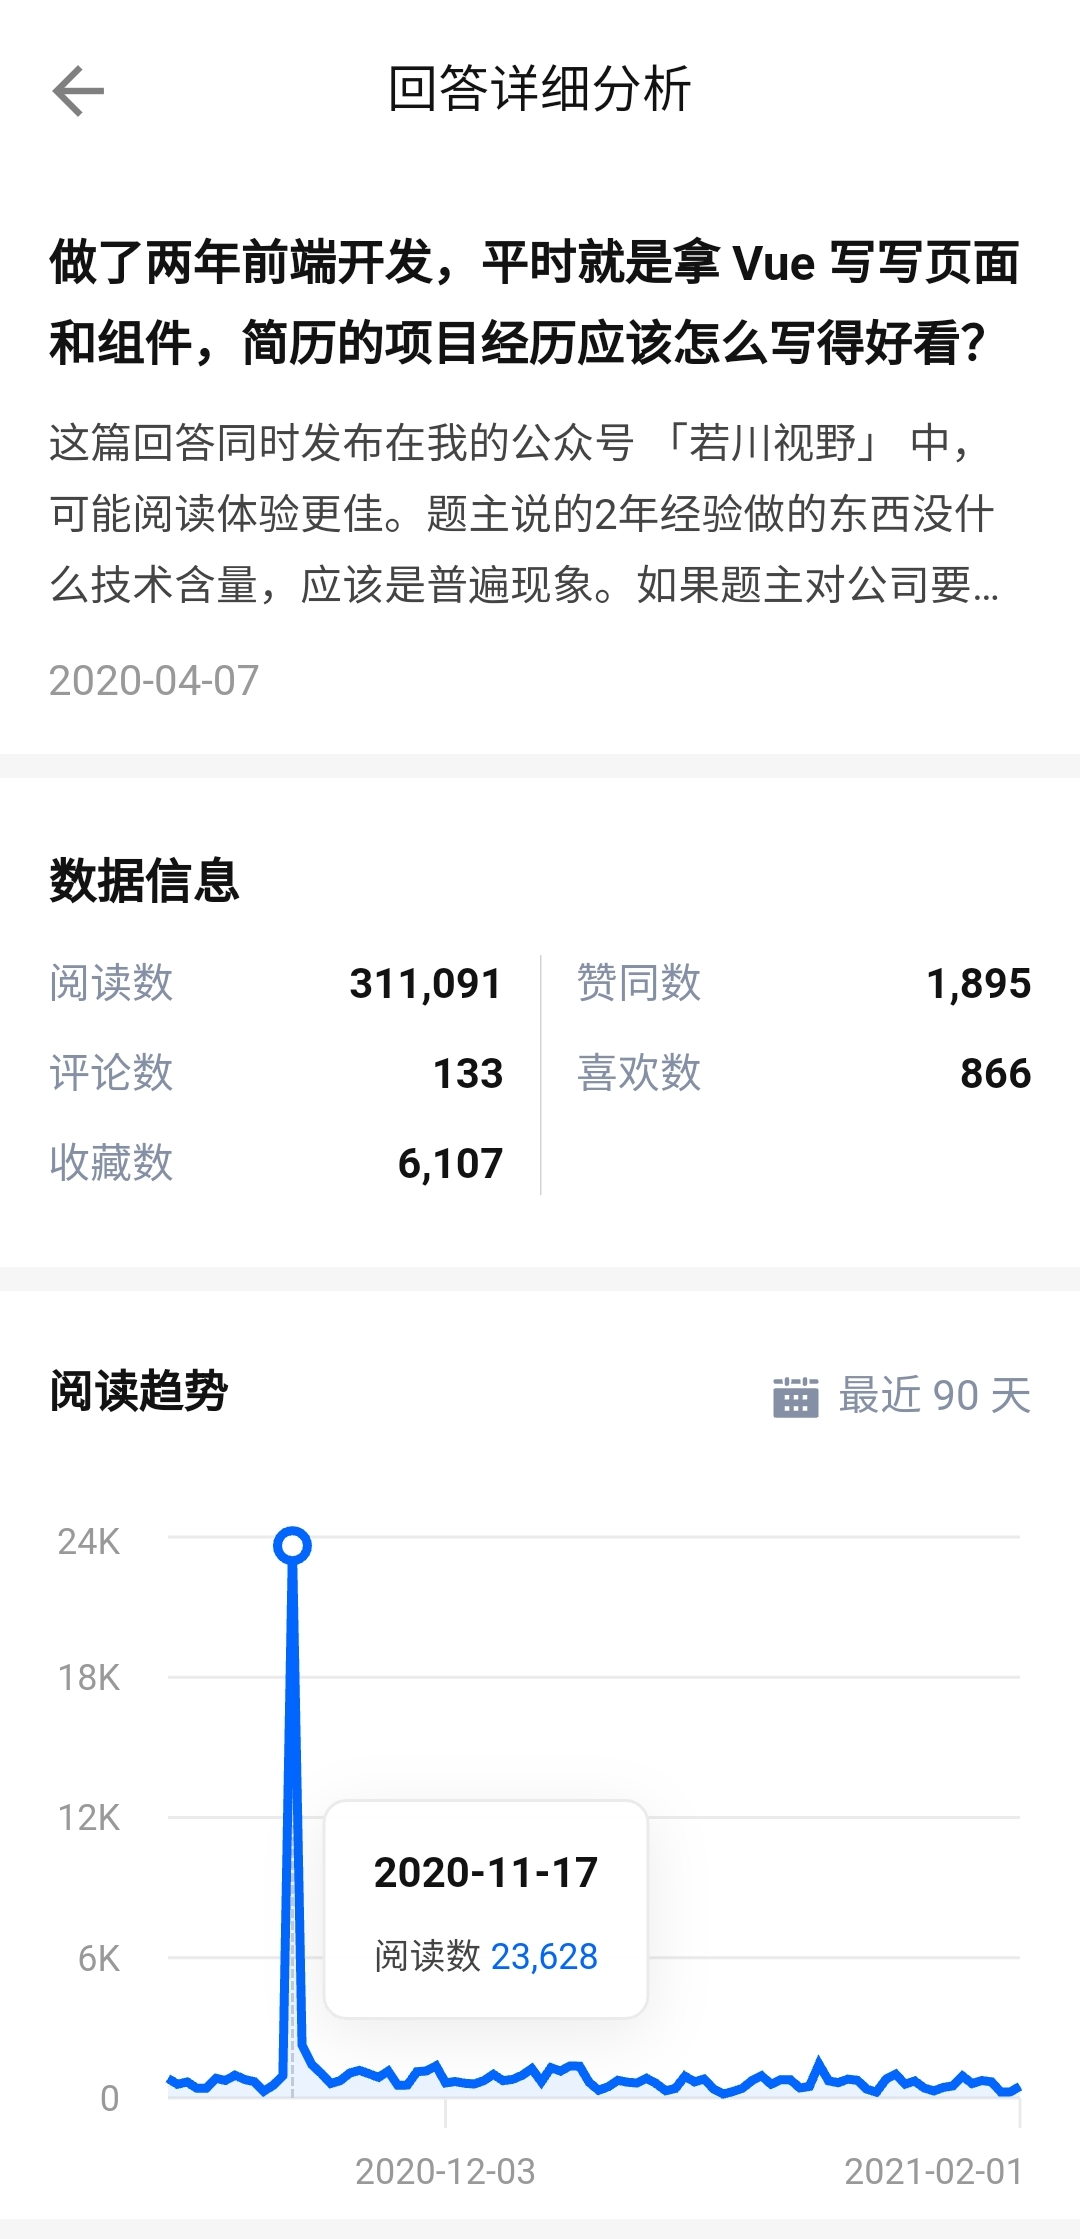 回答详细分析
做了两年前端开发，平时就是拿 Vue 写写页面
和组件，简历的项目经历应该怎么写得好看？
这篇回答同时发布在我的公众号 「若川视野」 中，
可能阅读体验更佳。题主说的2年经验做的东西没什
么技术含量，应该是普遍现象。如果题主对公司要…
2020-04-07
数据信息
阅读数 311,091 赞同数 1,895
评论数 133 喜欢数 866
收藏数 6,107
阅读趋势 最近 90 天
24K
18K
12K
2020-11-17
阅读数 23,628
6K
0
2020-12-03 2021-02-01